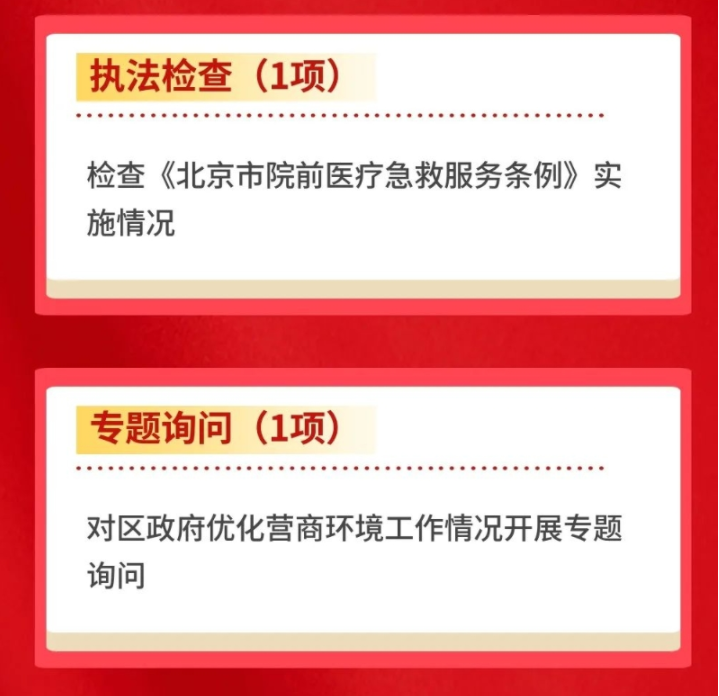 执法检查（1项）
检查《北京市院前医疗急救服务条例》实
施情况
专题询问（1项）
对区政府优化营商环境工作情况开展专题
询问